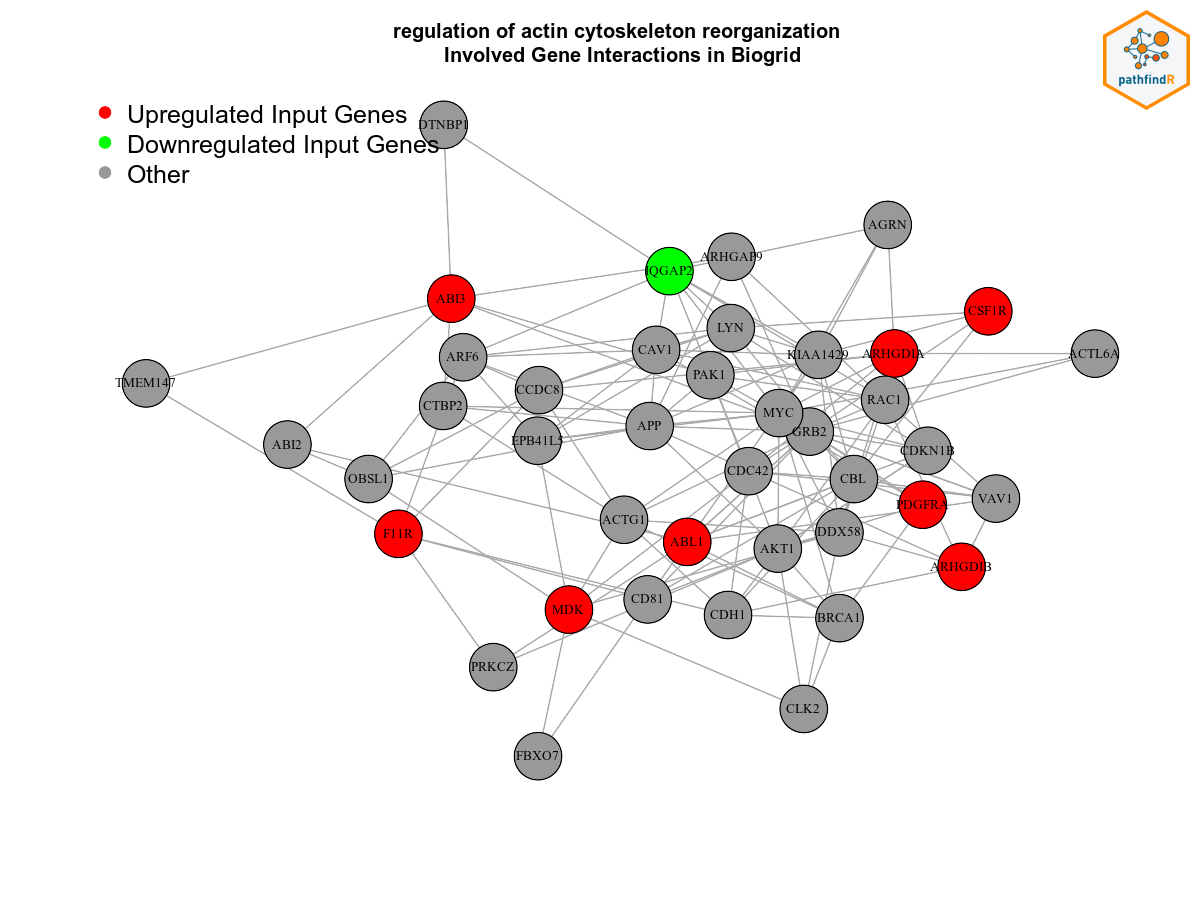 regulation of actin cytoskeleton reorganization
Involved Gene Interactions in Biogrid
pathfindR
Upregulated Input Genes
Downregulated Input Genes
Other
DTNBP1
AGRN
ARHGAP9
IQGAP2
ABI3
CSF1R
LYN
CAV1
KIAA1429
ARHGDIA
ACTL6A
ARF6
TMEM147
PAK1
CCDC8
RAC1
CTBP2
MYC
APP
GRB2
EPB41L5
ABI2
CDKN1B
OBSL1
CDC42
CBL
VAV1
PDGFRA
ACTG1
F11R
ABL1
DDX58
AKT1
ARHGDIB
CD81
MDK
CDH1
BRCA1
PRKCZ
CLK2
FBXO7